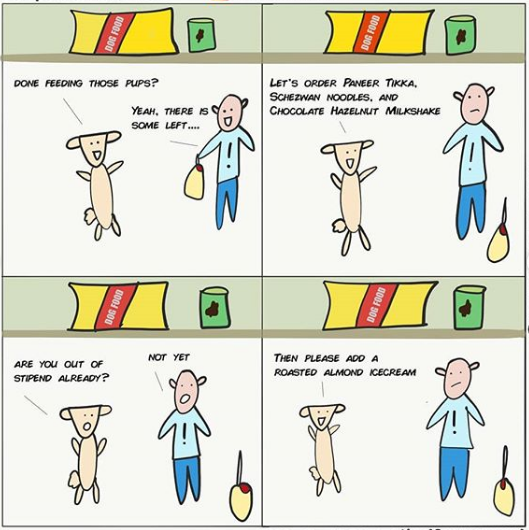 DOG FOOD
DONE FEEDING THOSE PUPS?
YEAH, THERE IS
SOME LEFT....
DOG FOOD
LET'S ORDER PANEER TIKKA,
SCHEZWAN NOODLES, AND
CHOCOLATE HAZELNUT MILKSHAKE
DOG FOOD
ARE YOU OUT OF
STIPEND ALREADY?
NOT YET
DOG FOOD
THEN PLEASE ADD A
ROASTED ALMOND ICECREAM